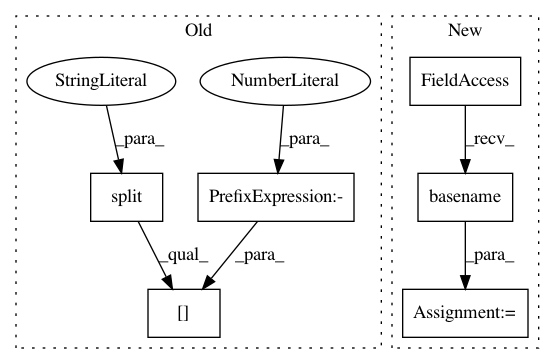 Old
New
StringLiteral
NumberLiteral
FieldAccess
_para_
_para_
_recv_
split
PrefixExpression:-
basename
_qual_
_para_
_para_
[]
Assignment:=